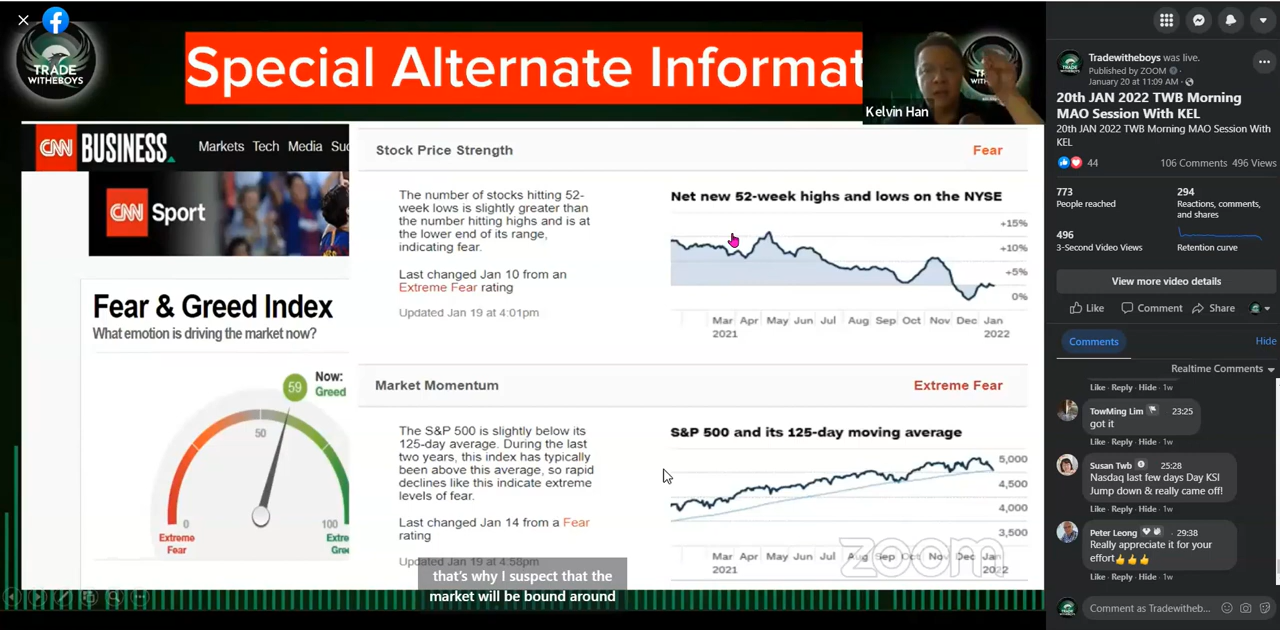 TRADE
WITHEBOYS
Special Alternate Informat
Kelvin Han
CNN BUSINESS
Markets Tech Media Su
CNN Sport
Fear & Greed Index
What emotion is driving the market now?
Now:
Greed
59
50
0
100
Extreme
Fear
Extre
Gre
Stock Price Strength
Fear
The number of stocks hitting 52-
week lows is slightly greater than
the number hitting highs and is at
the lower end of its range,
indicating fear.
Last changed Jan 10 from an
Extreme Fear rating
Updated Jan 19 at 4:01pm
Net new 52-week highs and lows on the NYSE
+15%
+10%
+5%
0%
Mar Apr May Jun Jul Aug Sep Oct Nov Dec Jan
2021 2022
Market Momentum
Extreme Fear
The S&P 500 is slightly below its
125-day average. During the last
two years, this index has typically
been above this average, so rapid
declines like this indicate extreme
levels of fear.
Last changed Jan 14 from a Fear
rating
Updated Jan 19 at 4:58pm
S&P 500 and its 125-day moving average
5,000
4,500
4,000
3,500
Mar Apr May Jun Jul Aug Sep Oct Nov Dec Jan
2021 2022
zoom
that's why I suspect that the
market will be bound around
Tradewitheboys was live.
Published by ZOOM
January 20 at 11:09 AM
20th JAN 2022 TWB Morning
MAO Session With KEL
20th JAN 2022 TWB Morning MAO Session With
KEL
44
106 Comments 496 Views
773
People reached
294
Reactions, comments,
and shares
496
3-Second Video Views
Retention curve
View more video details
Like Comment Share
Comments
Hide
Realtime Comments
Like · Reply · Hide · 1w
TowMing Lim 23:25
got it
Like · Reply · Hide · 1w
Susan Twb 25:28
Nasdaq last few days Day KSI
Jump down & really came off!
Like · Reply · Hide · 1w
Peter Leong · 29:38
Really appreciate it for your
effort👍👍👍
Like · Reply · Hide · 1w
Comment as Tradewitheb...